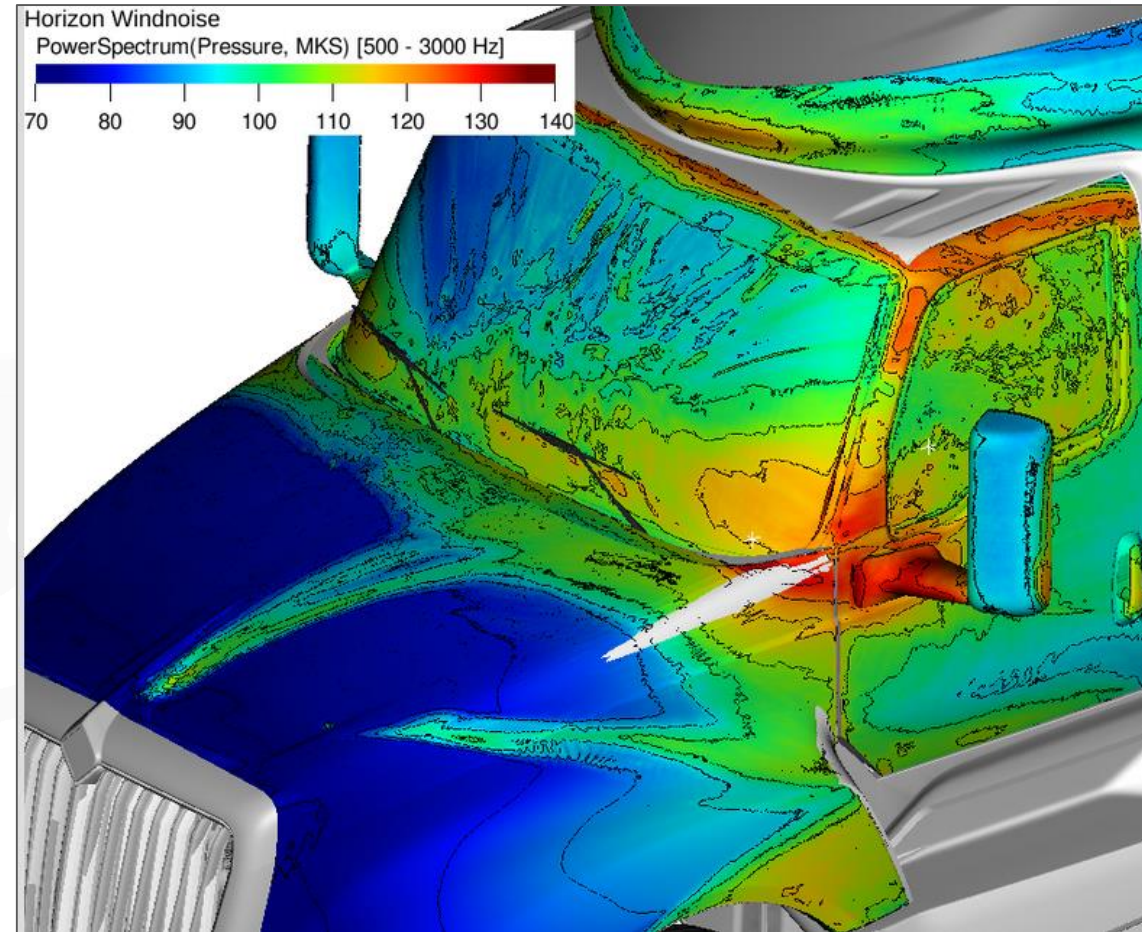 Horizon Windnoise
PowerSpectrum(Pressure, MKS) [500 - 3000 Hz]
70 80 90 100 110 120 130 140